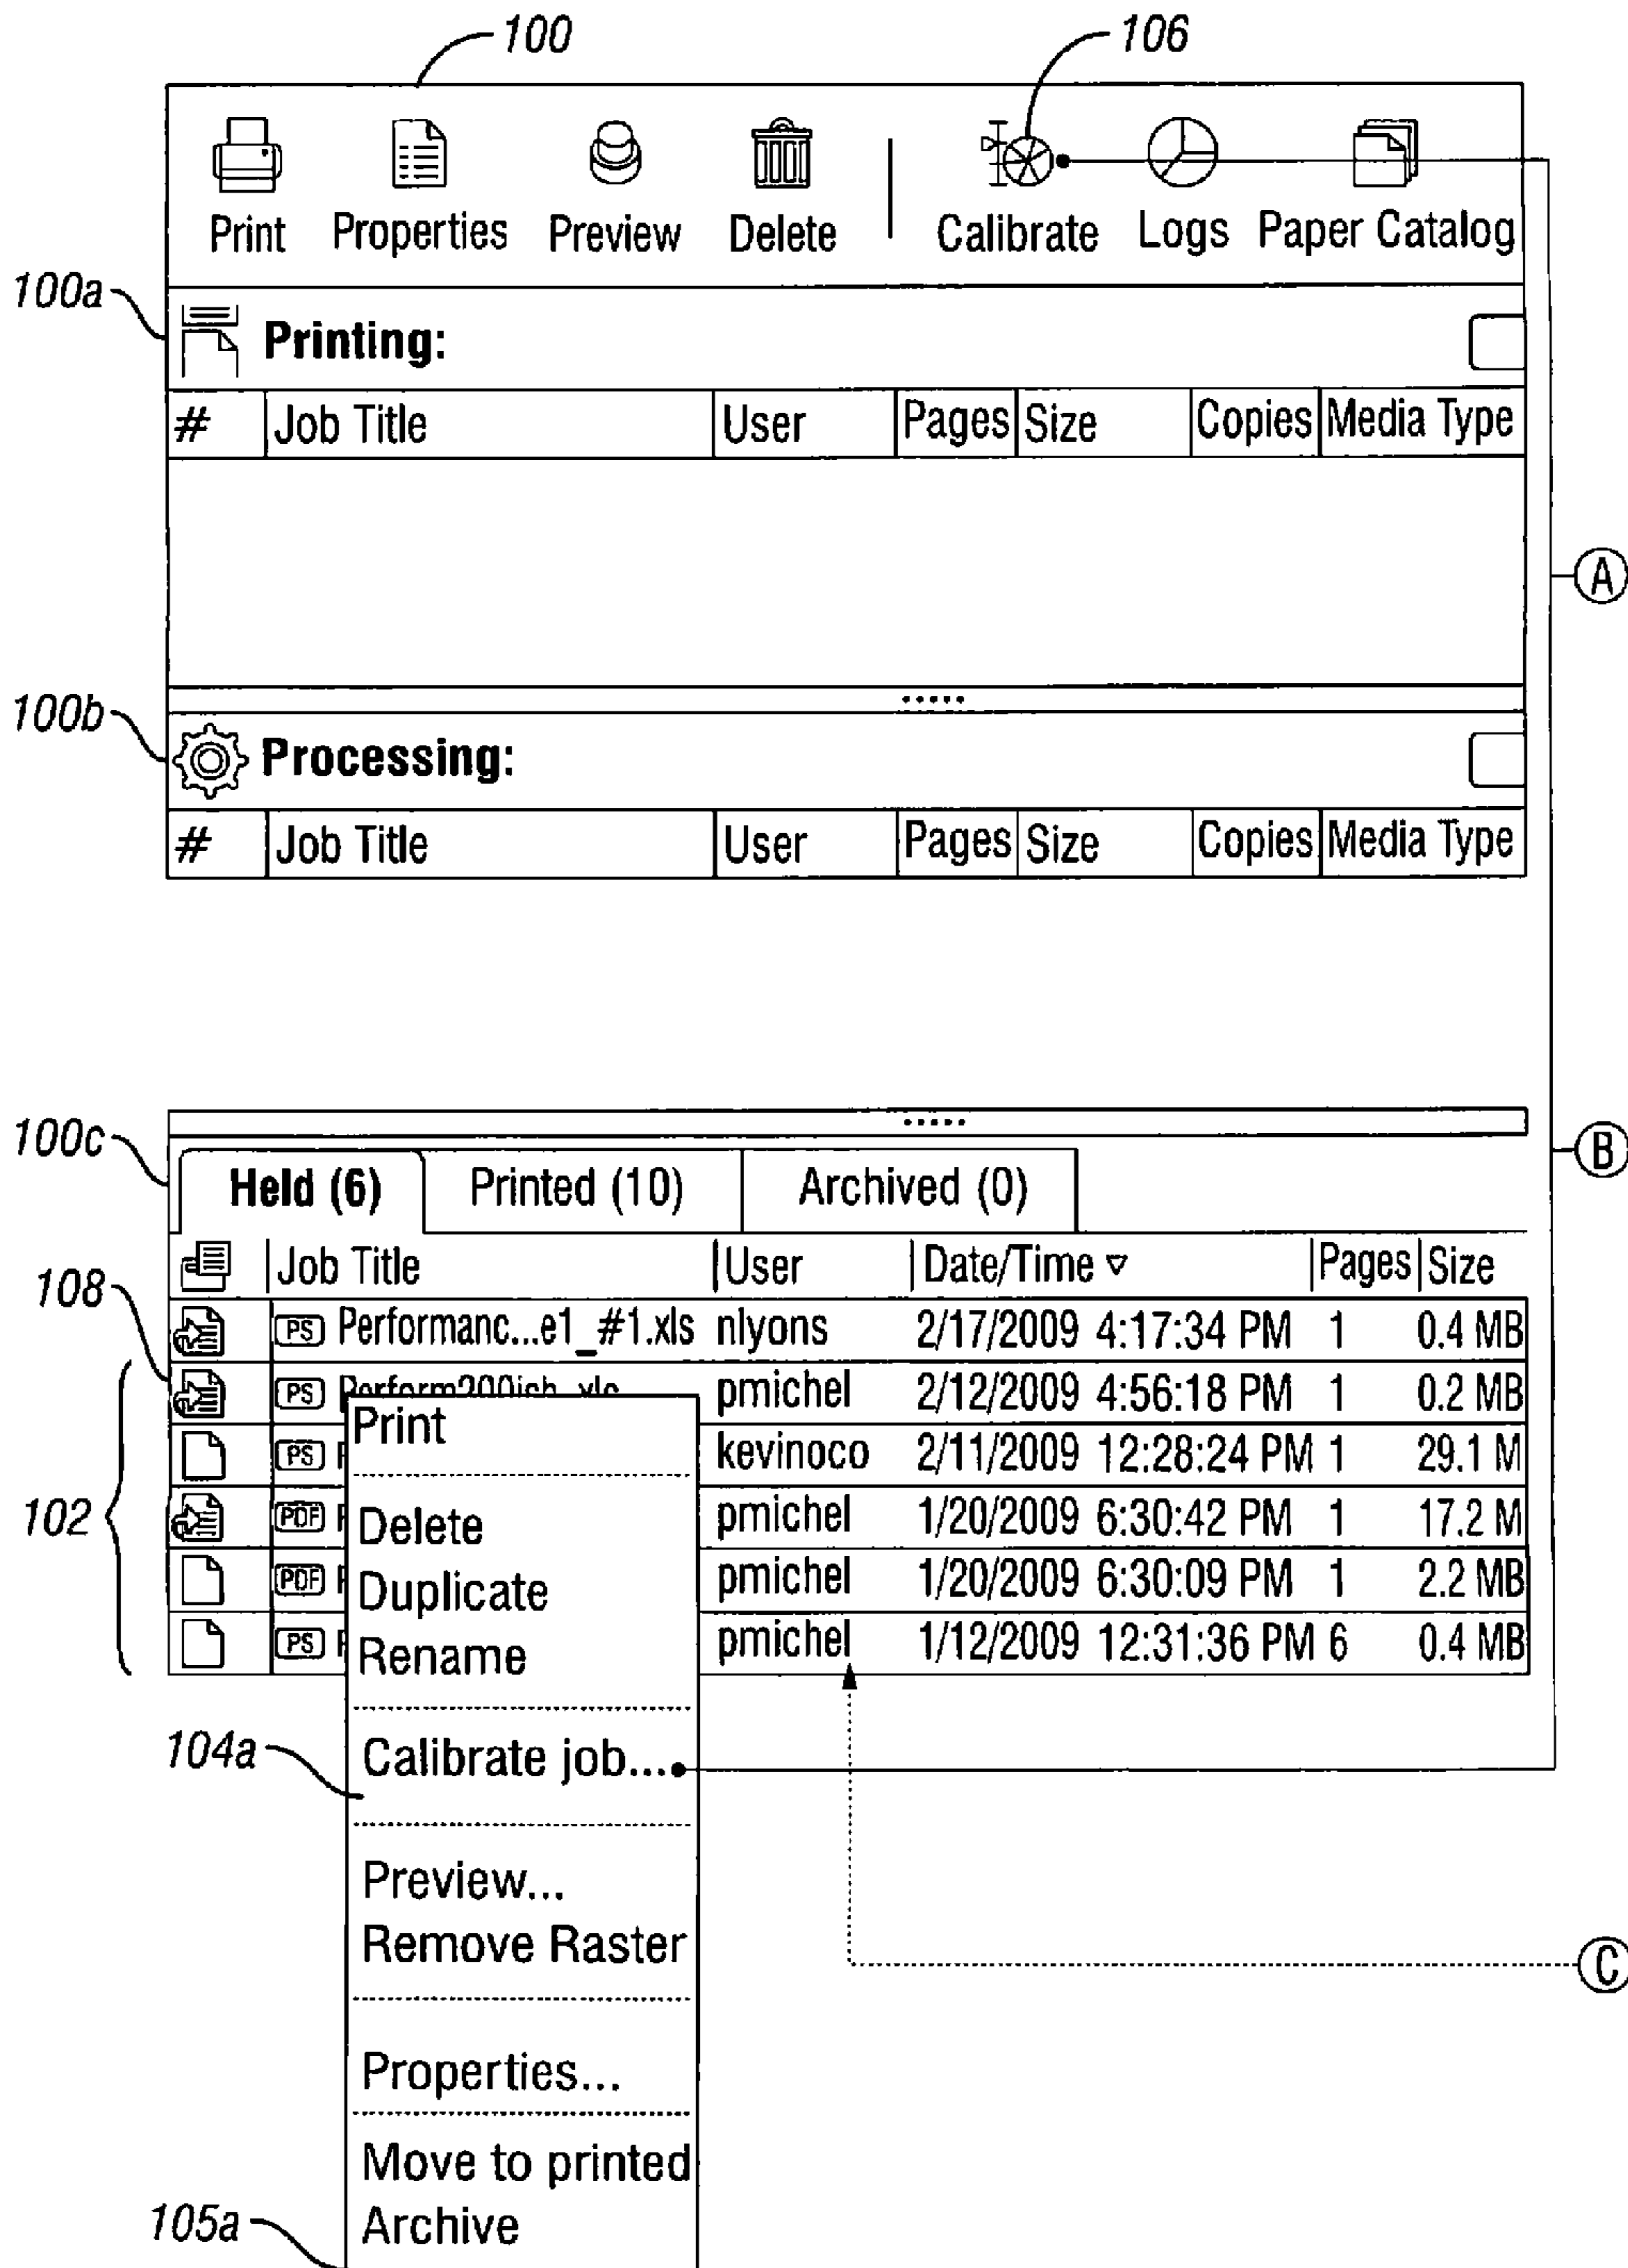 100 106
Print Properties Preview Delete Calibrate Logs Paper Catalog
100a
Printing:
# Job Title User Pages Size Copies Media Type
A
100b
Processing:
# Job Title User Pages Size Copies Media Type
100c
B
Held (6) Printed (10) Archived (0)
Job Title User Date/Time Pages Size
108
PS Performanc...e1_#1.xls nlyons 2/17/2009 4:17:34 PM 1 0.4 MB
PS pmichel 2/12/2009 4:56:18 PM 1 0.2 MB
PS kevinoco 2/11/2009 12:28:24 PM 1 29.1 M
102
PDF pmichel 1/20/2009 6:30:42 PM 1 17.2 M
PDF pmichel 1/20/2009 6:30:09 PM 1 2.2 MB
PS pmichel 1/12/2009 12:31:36 PM 6 0.4 MB
Print
Delete
Duplicate
Rename
104a
Calibrate job...
Preview...
Remove Raster
C
Properties...
Move to printed
105a
Archive